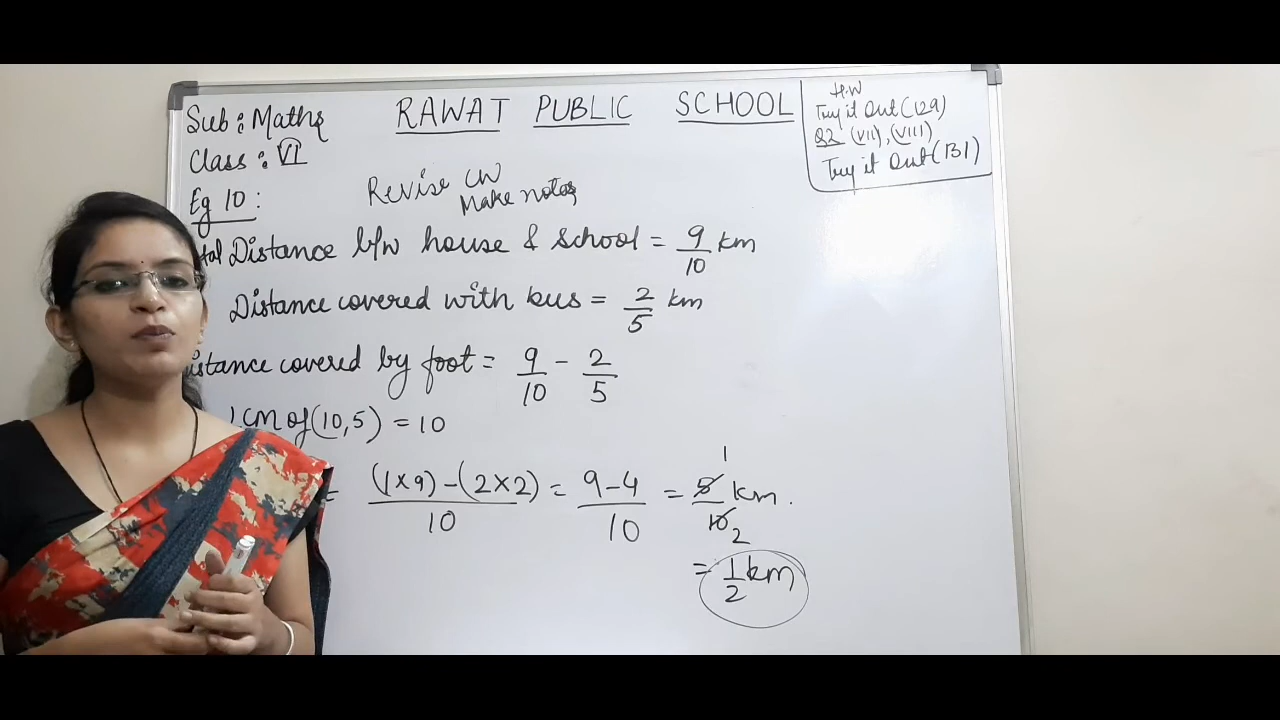 RAWAT PUBLIC SCHOOL
Sub : Maths
Class : VI
Eg 10 :
Revise CW
Make notes
H.W
Try it Out (129)
Q2 (VII), (VIII)
Try it Out (131)
tal Distance b/w house & school = 9/10 km
Distance covered with bus = 2/5 km
istance covered by foot = 9/10 - 2/5
LCM of (10,5) = 10
= (1×9) - (2×2)/10 = 9-4/10 = 5/10 km. 1 2
= 1/2 km